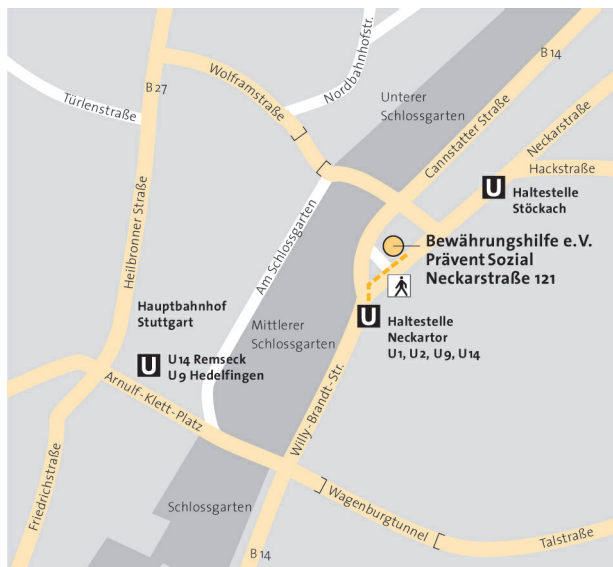 B 14
Nordbahnhofstr.
B 27
Wolframstraße
Unterer
Schlossgarten
Türlenstraße
Cannstatter Straße
Neckarstraße
Hackstraße
U
Haltestelle
Stöckach
Heilbronner Straße
Am Schlossgarten
Bewährungshilfe e.V.
Prävent Sozial
Neckarstraße 121
Hauptbahnhof
Stuttgart
U
U14 Remseck
U9 Hedelfingen
Mittlerer
Schlossgarten
U
Haltestelle
Neckartor
U1, U2, U9, U14
Arnulf-Klett-Platz
Willy-Brandt-Str.
Friedrichstraße
Schlossgarten
Wagenburgtunnel
Talstraße
B 14